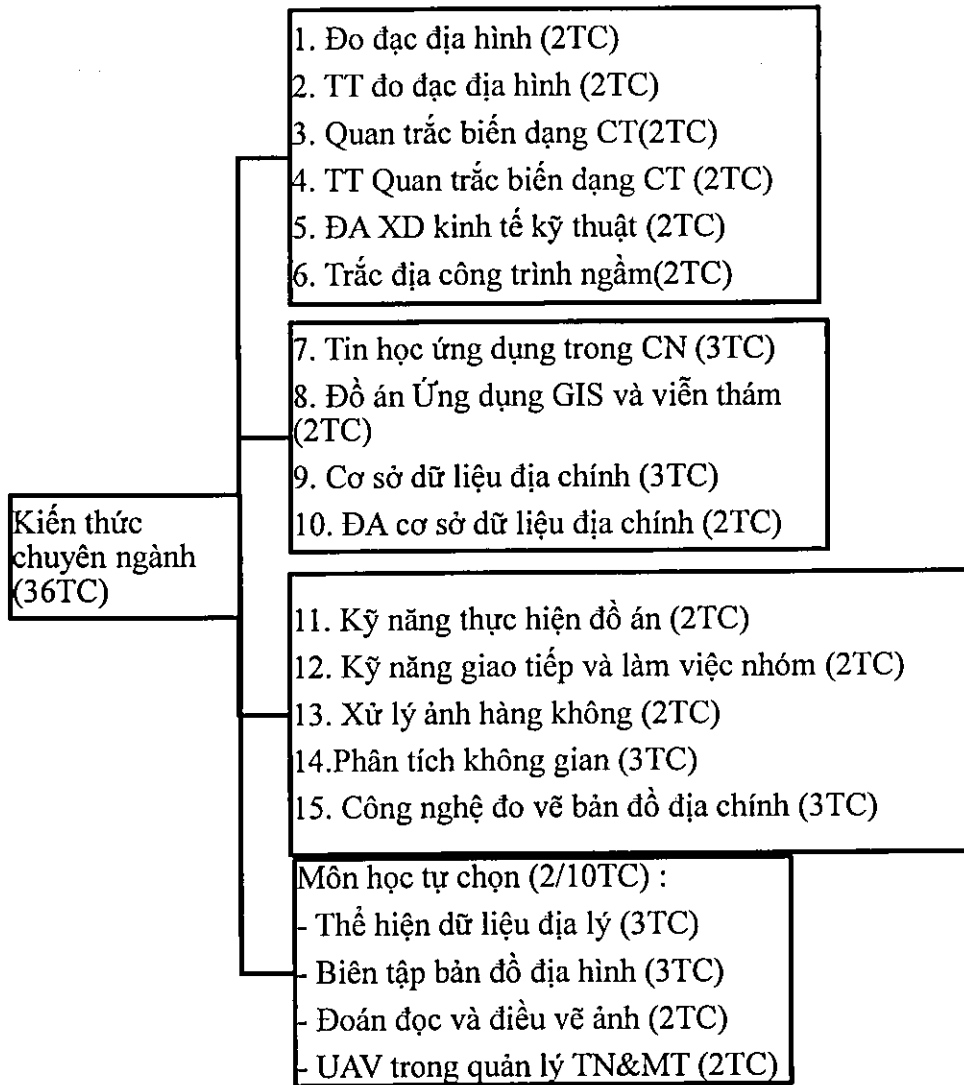 Kiến thức
chuyên ngành
(36TC)
1. Đo đạc địa hình (2TC)
2. TT đo đạc địa hình (2TC)
3. Quan trắc biến dạng CT(2TC)
4. TT Quan trắc biến dạng CT (2TC)
5. ĐA XD kinh tế kỹ thuật (2TC)
6. Trắc địa công trình ngầm(2TC)
7. Tin học ứng dụng trong CN (3TC)
8. Đồ án Ứng dụng GIS và viễn thám
(2TC)
9. Cơ sở dữ liệu địa chính (3TC)
10. ĐA cơ sở dữ liệu địa chính (2TC)
11. Kỹ năng thực hiện đồ án (2TC)
12. Kỹ năng giao tiếp và làm việc nhóm (2TC)
13. Xử lý ảnh hàng không (2TC)
14.Phân tích không gian (3TC)
15. Công nghệ đo vẽ bản đồ địa chính (3TC)
Môn học tự chọn (2/10TC) :
- Thể hiện dữ liệu địa lý (3TC)
- Biên tập bản đồ địa hình (3TC)
- Đoán đọc và điều vẽ ảnh (2TC)
- UAV trong quản lý TN&MT (2TC)